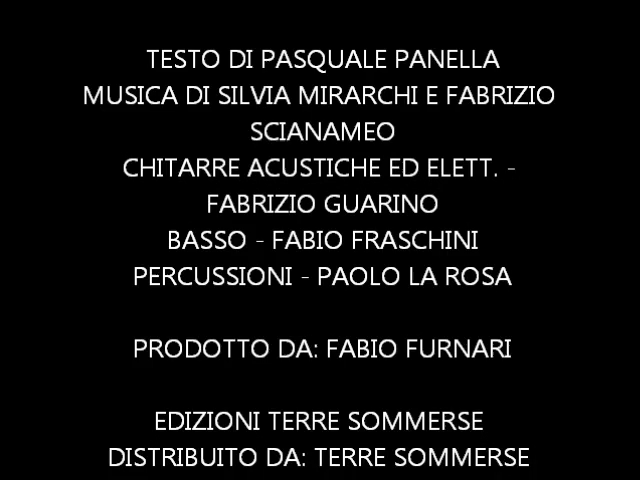 TESTO DI PASQUALE PANELLA
MUSICA DI SILVIA MIRARCHI E FABRIZIO
SCIANAMEO
CHITARRE ACUSTICHE ED ELETT. -
FABRIZIO GUARINO
BASSO - FABIO FRASCHINI
PERCUSSIONI - PAOLO LA ROSA
PRODOTTO DA: FABIO FURNARI
EDIZIONI TERRE SOMMERSE
DISTRIBUITO DA: TERRE SOMMERSE